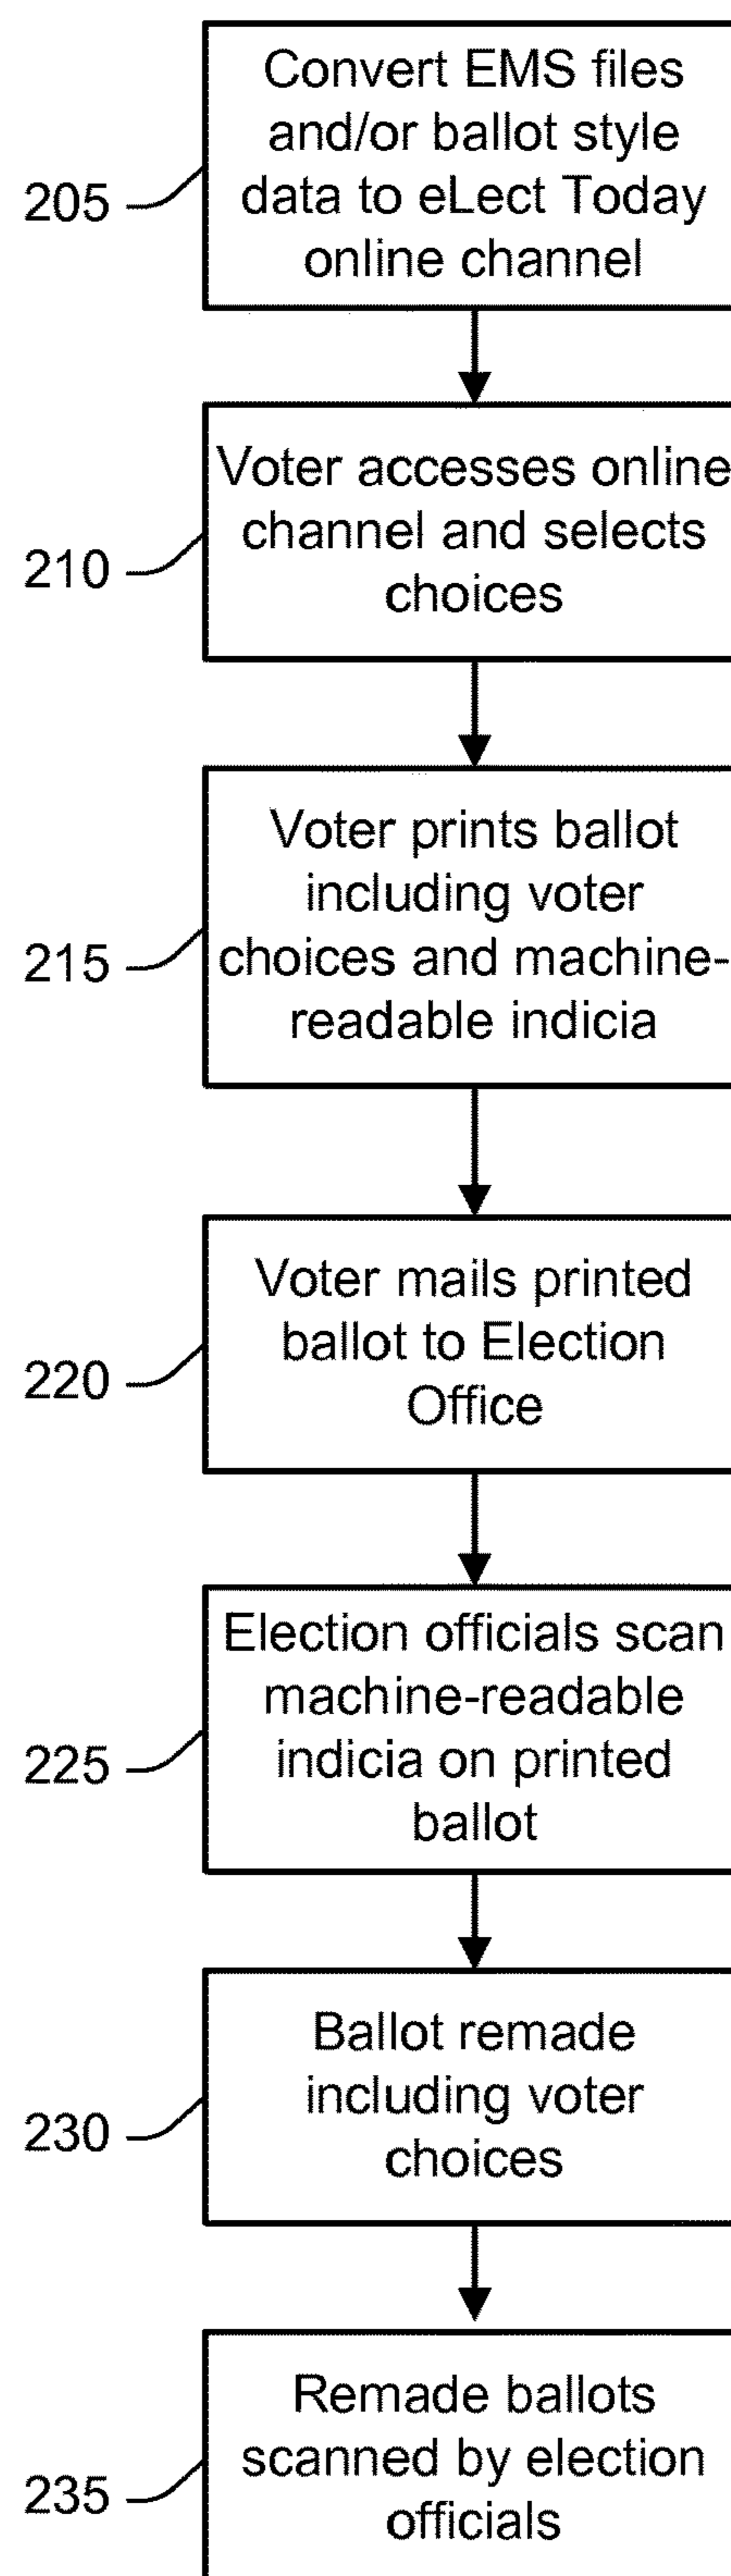 Convert EMS files
and/or ballot style
data to eLect Today
online channel
205
Voter accesses online
channel and selects
choices
210
Voter prints ballot
including voter
choices and machine-
readable indicia
215
Voter mails printed
ballot to Election
Office
220
Election officials scan
machine-readable
indicia on printed
ballot
225
Ballot remade
including voter
choices
230
Remade ballots
scanned by election
officials
235